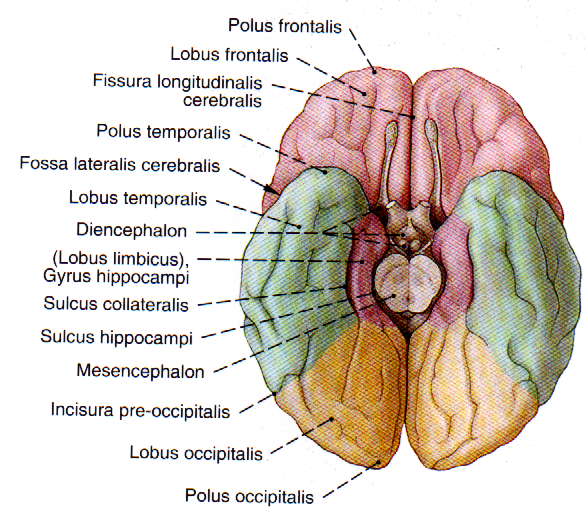 Polus frontalis
Lobus frontalis
Fissura longitudinalis
cerebralis
Polus temporalis
Fossa lateralis cerebralis
Lobus temporalis
Diencephalon
(Lobus limbicus),
Gyrus hippocampi
Sulcus collateralis
Sulcus hippocampi
Mesencephalon
Incisura pre-occipitalis
Lobus occipitalis
Polus occipitalis